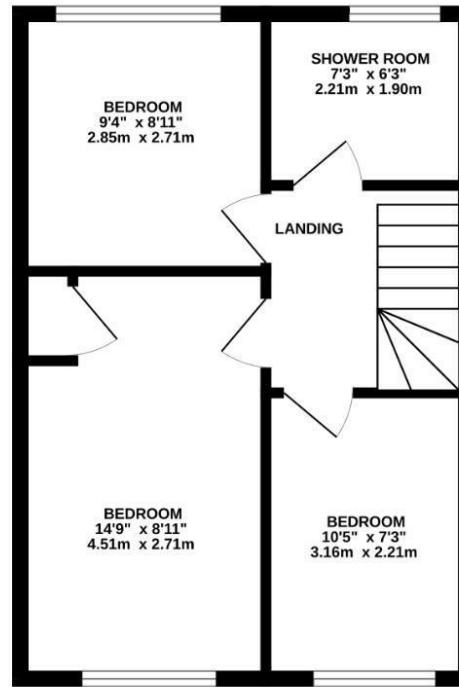 SHOWER ROOM
7'3" x 6'3"
2.21m x 1.90m
BEDROOM
9'4" x 8'11"
2.85m x 2.71m
LANDING
BEDROOM
14'9" x 8'11"
4.51m x 2.71m
BEDROOM
10'5" x 7'3"
3.16m x 2.21m